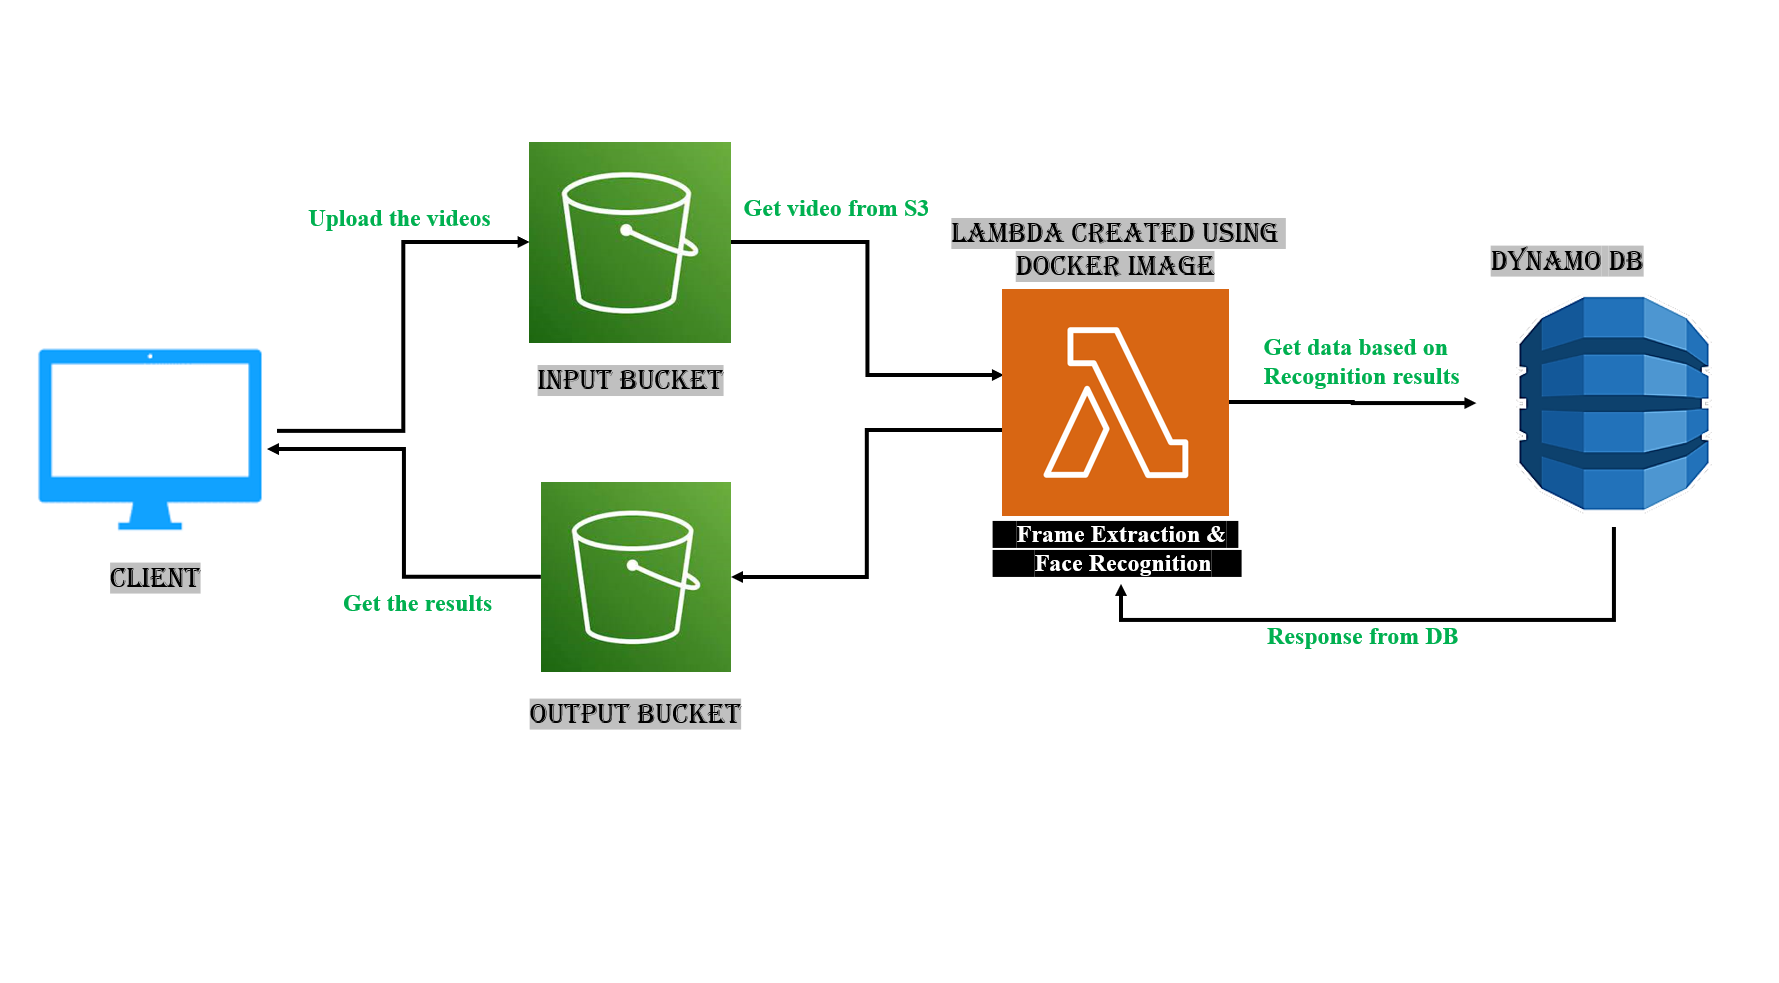 Upload the videos
Get video from S3
LAMBDA CREATED USING
DOCKER IMAGE
DYNAMO DB
INPUT BUCKET
Get data based on
Recognition results
Frame Extraction &
Face Recognition
CLIENT
Get the results
Response from DB
OUTPUT BUCKET